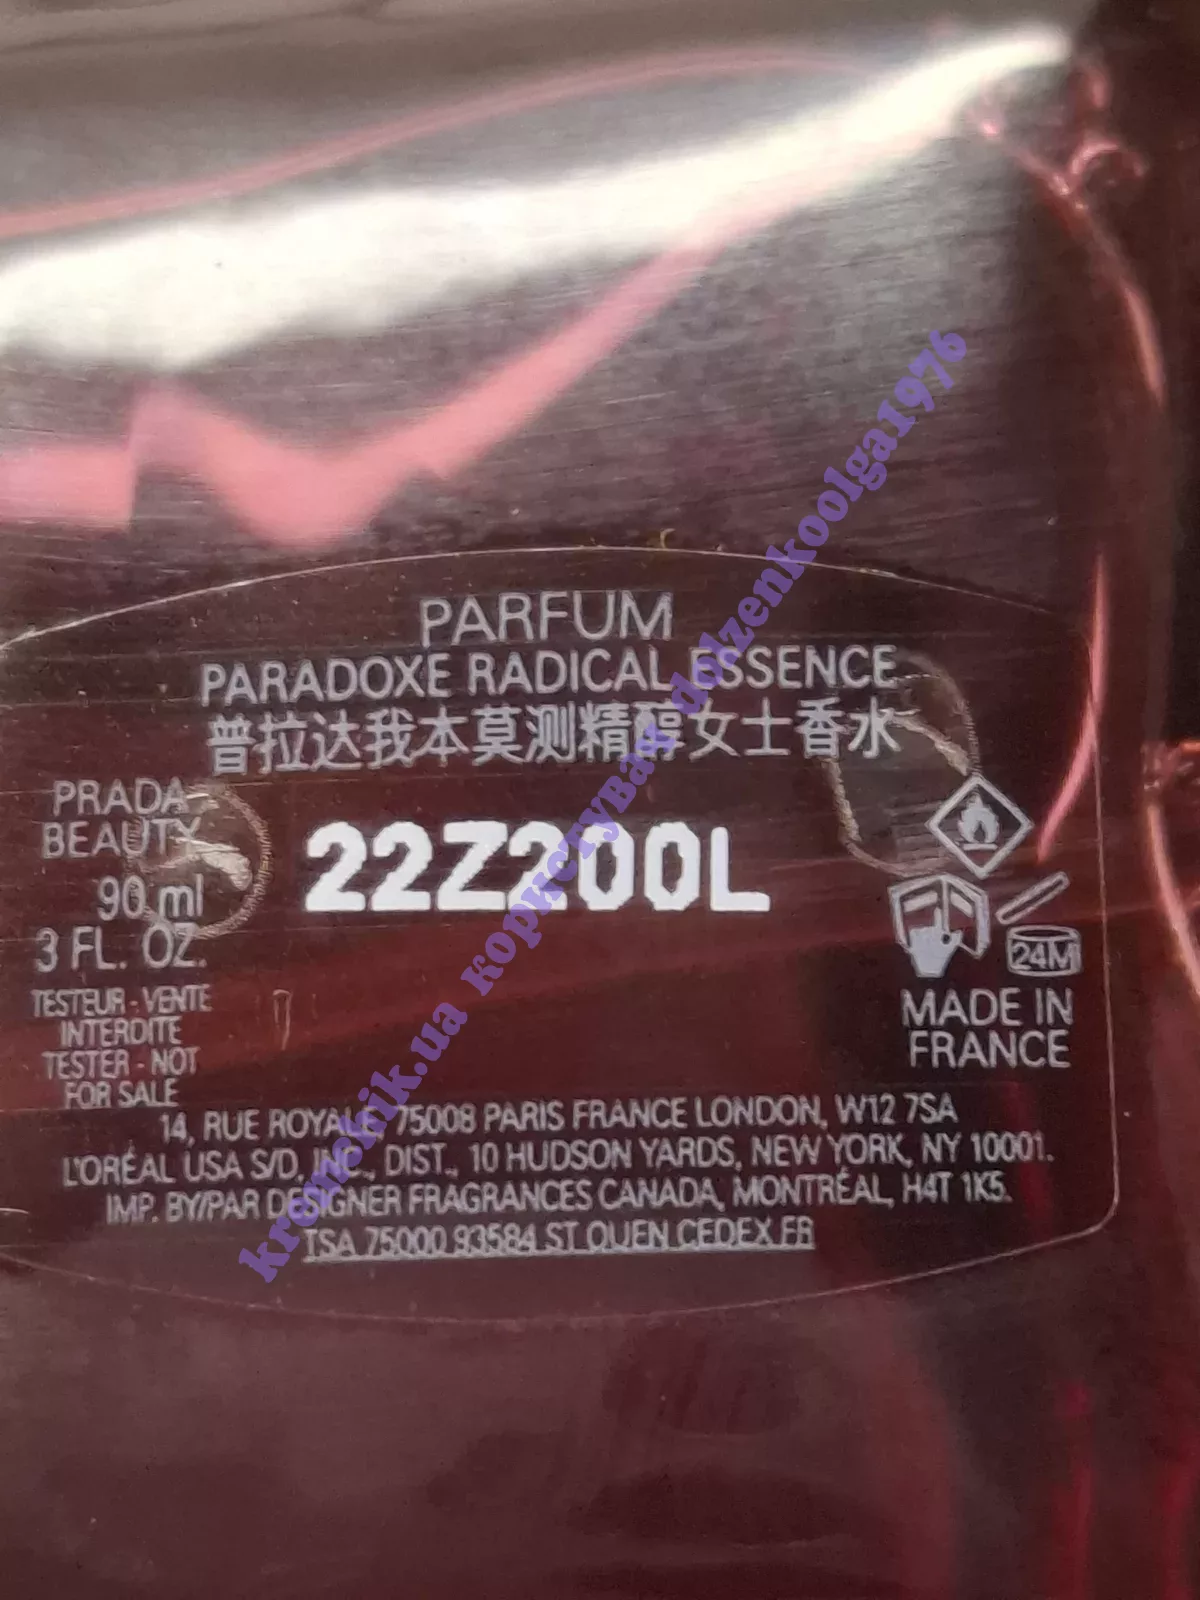 PARFUM
PARADOXE RADICAL ESSENCE
普拉达我本莫测精醇女士香水
PRADA
BEAUTY
22Z200L
90 ml
3 FL. OZ.
24M
TESTEUR - VENTE
INTERDITE
TESTER - NOT
FOR SALE
MADE IN
FRANCE
14, RUE ROYALE 75008 PARIS FRANCE LONDON, W12 7SA
L'ORÉAL USA S/D, INC., DIST., 10 HUDSON YARDS, NEW YORK, NY 10001.
IMP. BY/PAR DESIGNER FRAGRANCES CANADA, MONTRÉAL, H4T 1K5.
TSA 75000 93584 ST OUEN CEDEX FR
kremshik.ua користувач dolzenkoolga1976